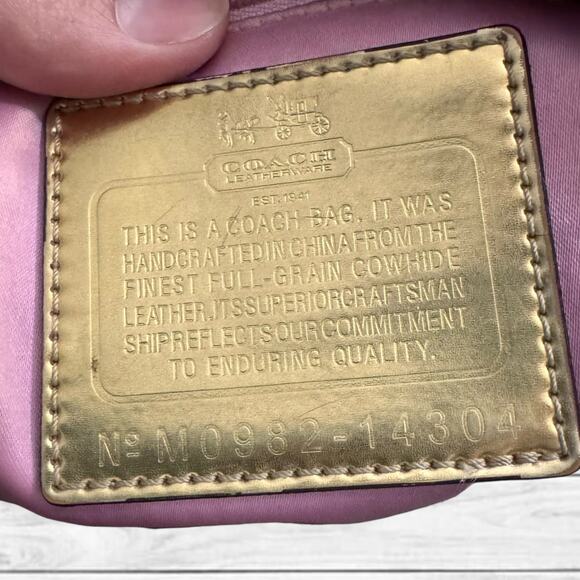 COACH
LEATHERWARE
EST. 1941
THIS IS A COACH BAG. IT WAS
HANDCRAFTED IN CHINA FROM THE
FINEST FULL-GRAIN COWHIDE
LEATHER. ITS SUPERIOR CRAFTSMAN
SHIP REFLECTS OUR COMMITMENT
TO ENDURING QUALITY.
Nº M0982-14304